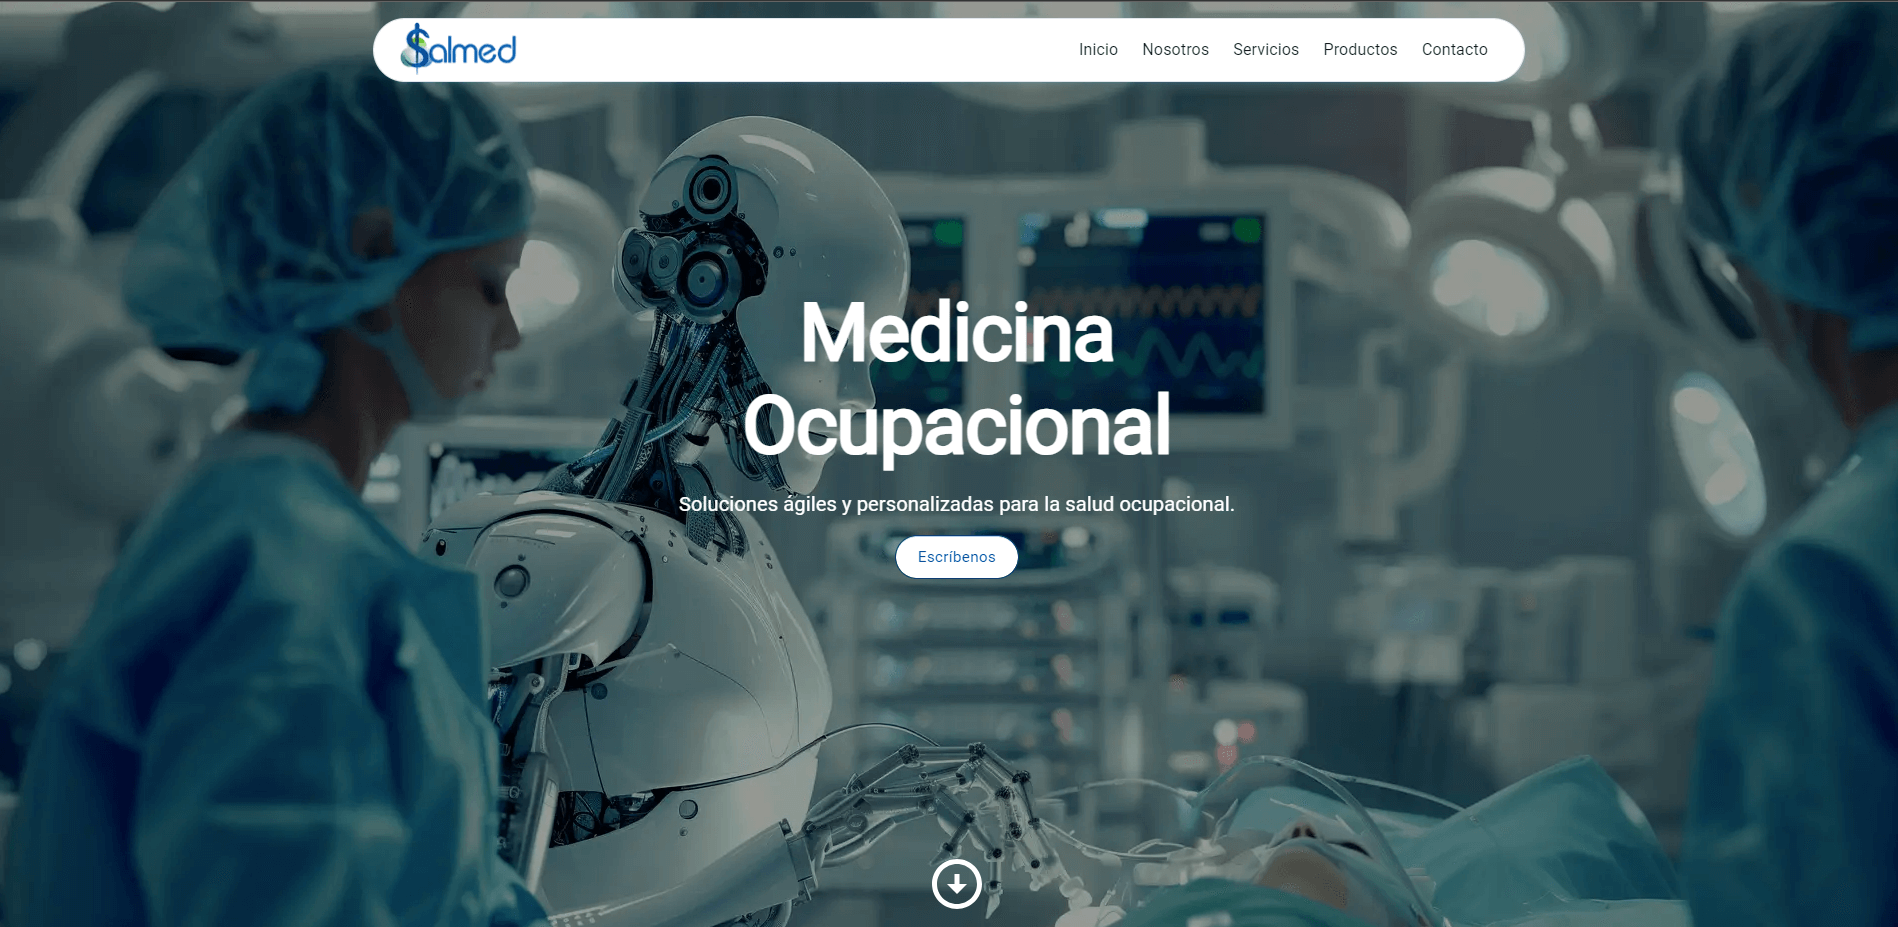 Salmed
Inicio Nosotros Servicios Productos Contacto
Medicina
Ocupacional
Soluciones ágiles y personalizadas para la salud ocupacional.
Escríbenos